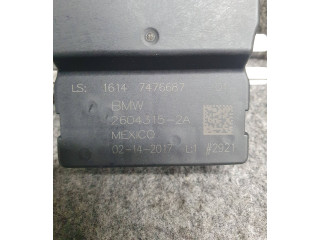 LS: 1614 7476687
BMW
2604315-2A
MEXICO
02-14-2017 L1 #2921